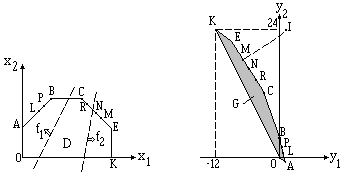 x₂
B
C
P
L
R
N
M
A
E
f₁
D
f₂
0
K
x₁
y₂
K
24
I
E
M
N
R
C
G
B
P
L
-12
0
A
y₁